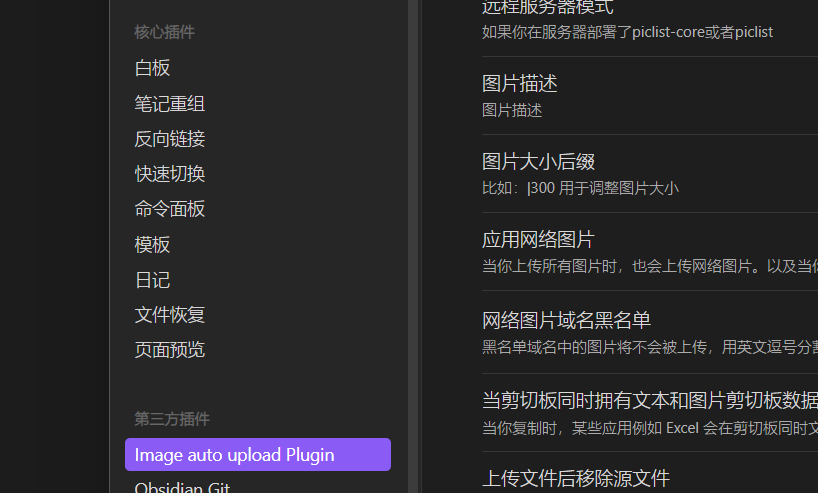 核心插件
白板
笔记重组
反向链接
快速切换
命令面板
模板
日记
文件恢复
页面预览
第三方插件
Image auto upload Plugin
Obsidian Git
远程服务器模式
如果你在服务器部署了piclist-core或者piclist
图片描述
图片描述
图片大小后缀
比如：|300 用于调整图片大小
应用网络图片
当你上传所有图片时，也会上传网络图片。以及当你
网络图片域名黑名单
黑名单域名中的图片将不会被上传，用英文逗号分割
当剪切板同时拥有文本和图片剪切板数据
当你复制时，某些应用例如 Excel 会在剪切板同时文
上传文件后移除源文件